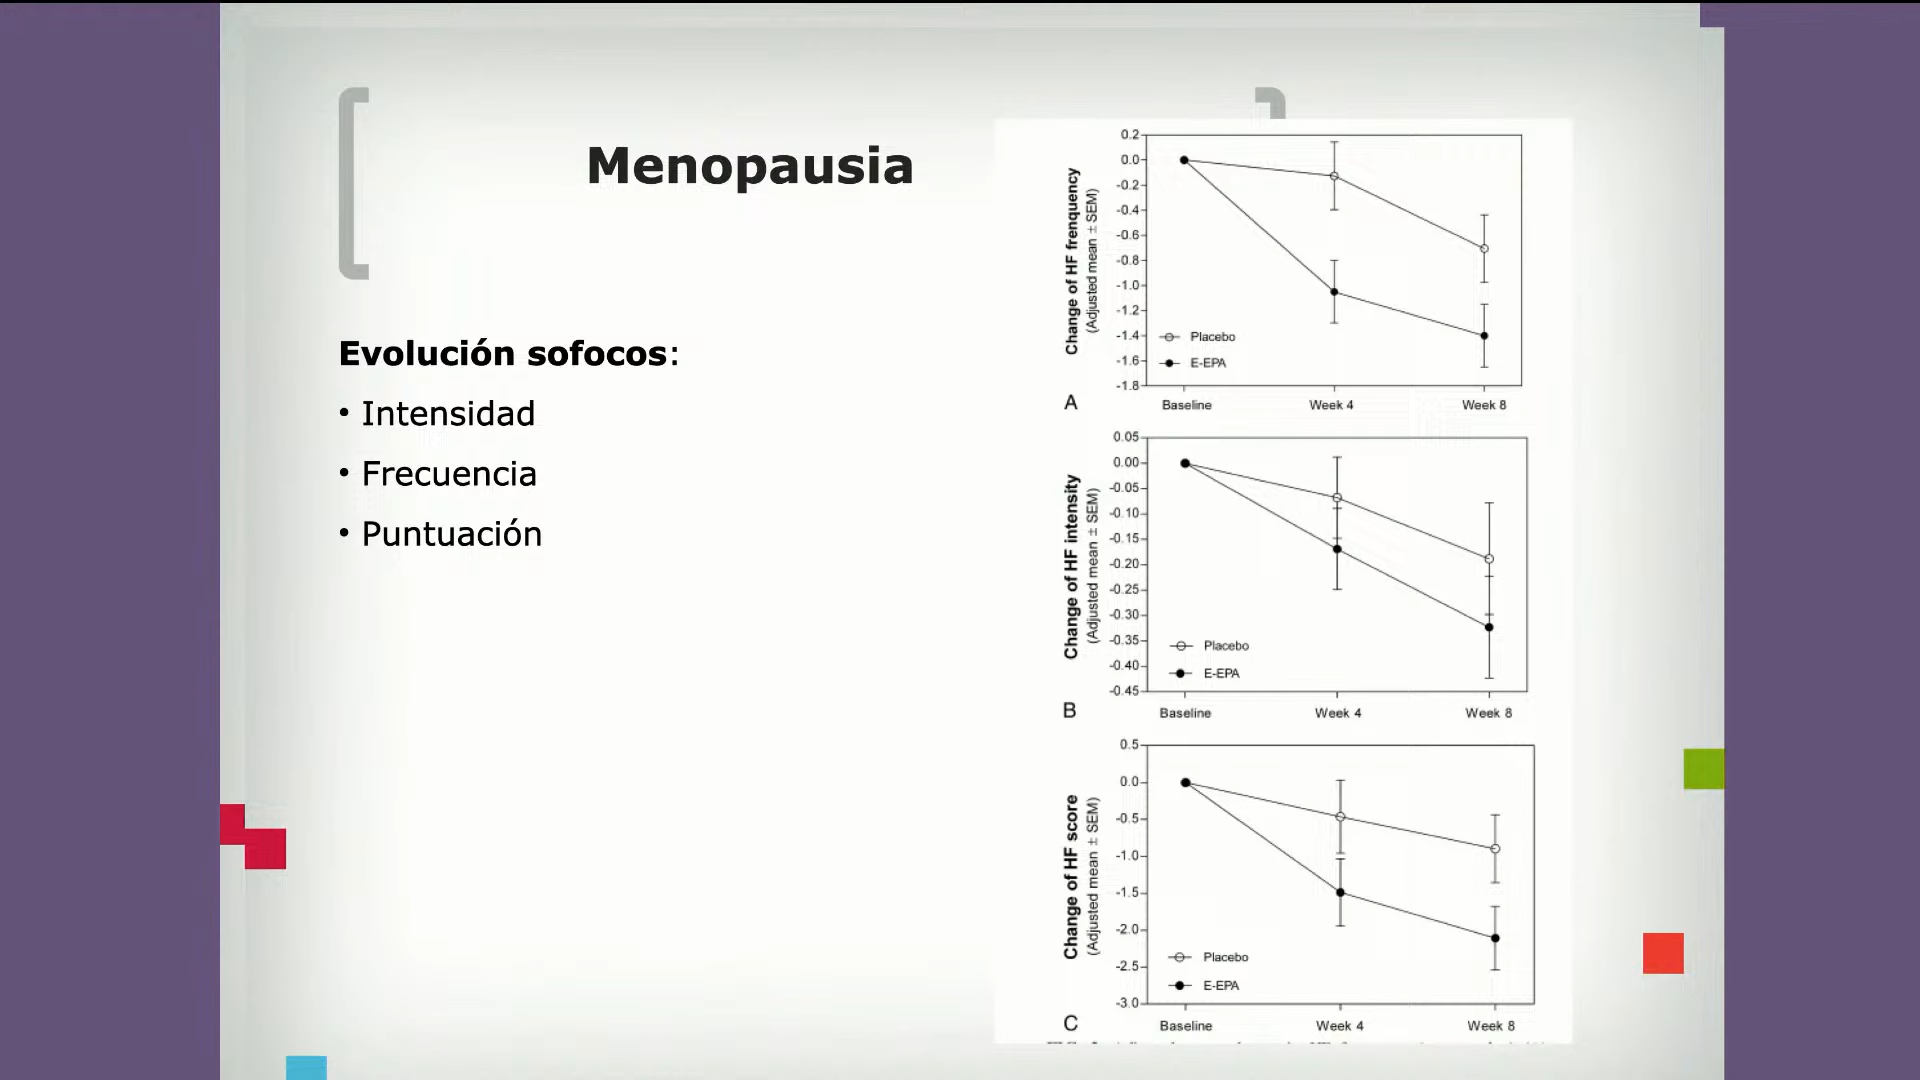 Menopausia
Evolución sofocos:
• Intensidad
• Frecuencia
• Puntuación
Change of HF frenquency
(Adjusted mean ± SEM)
0.2
0.0
-0.2
-0.4
-0.6
-0.8
-1.0
-1.2
-1.4
-1.6
-1.8
Placebo
E-EPA
A
Baseline Week 4 Week 8
Change of HF intensity
(Adjusted mean ± SEM)
0.05
0.00
-0.05
-0.10
-0.15
-0.20
-0.25
-0.30
-0.35
-0.40
-0.45
Placebo
E-EPA
B
Baseline Week 4 Week 8
Change of HF score
(Adjusted mean ± SEM)
0.5
0.0
-0.5
-1.0
-1.5
-2.0
-2.5
-3.0
Placebo
E-EPA
C
Baseline Week 4 Week 8